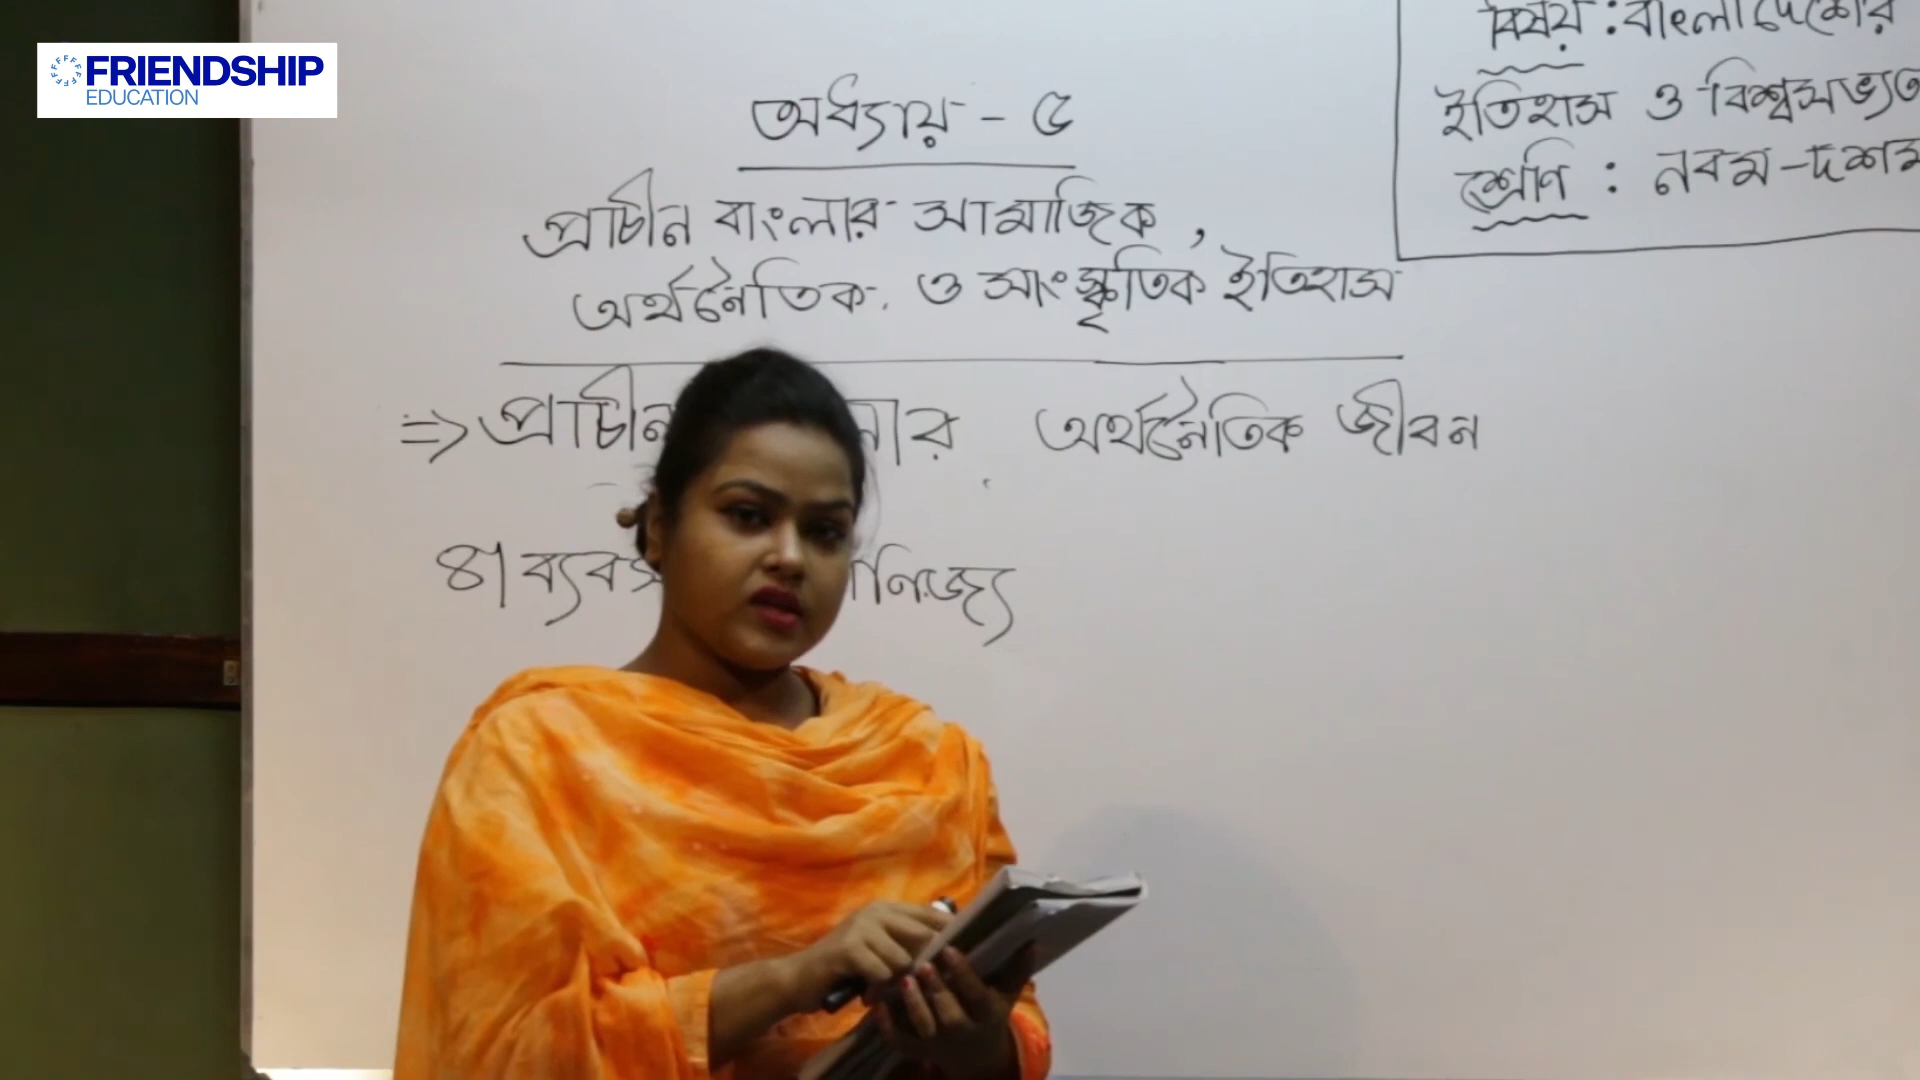 FRIENDSHIP
EDUCATION
বিষয় : বাংলাদেশের
ইতিহাস ও বিশ্বসভ্যত
শ্রেণি : নবম-দশম
অধ্যায় - ৫
প্রাচীন বাংলার সামাজিক,
অর্থনৈতিক ও সাংস্কৃতিক ইতিহাস
=> প্রাচীন লার অর্থনৈতিক জীবন
৪। ব্যবস ণিজ্য